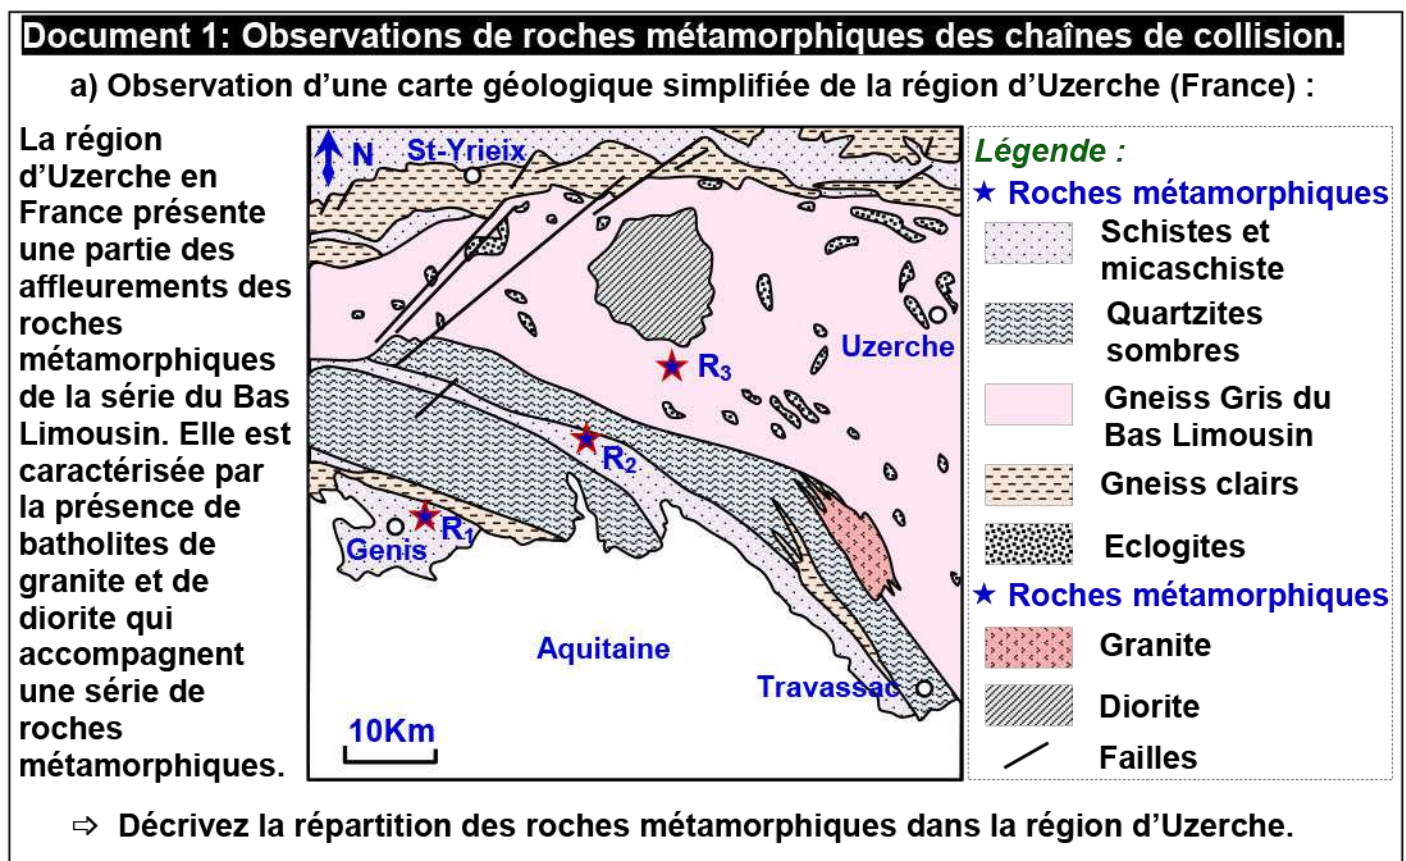 Document 1: Observations de roches métamorphiques des chaînes de collision.
a) Observation d'une carte géologique simplifiée de la région d'Uzerche (France) :
La région
d'Uzerche en
France présente
une partie des
affleurements des
roches
métamorphiques
de la série du Bas
Limousin. Elle est
caractérisée par
la présence de
batholites de
granite et de
diorite qui
accompagnent
une série de
roches
métamorphiques.
N
St-Yrieix
Uzerche
R3
R2
R1
Genis
Aquitaine
Travassac
10Km
Légende :
★ Roches métamorphiques
Schistes et
micaschiste
Quartzites
sombres
Gneiss Gris du
Bas Limousin
Gneiss clairs
Eclogites
★ Roches métamorphiques
Granite
Diorite
Failles
⇨ Décrivez la répartition des roches métamorphiques dans la région d'Uzerche.